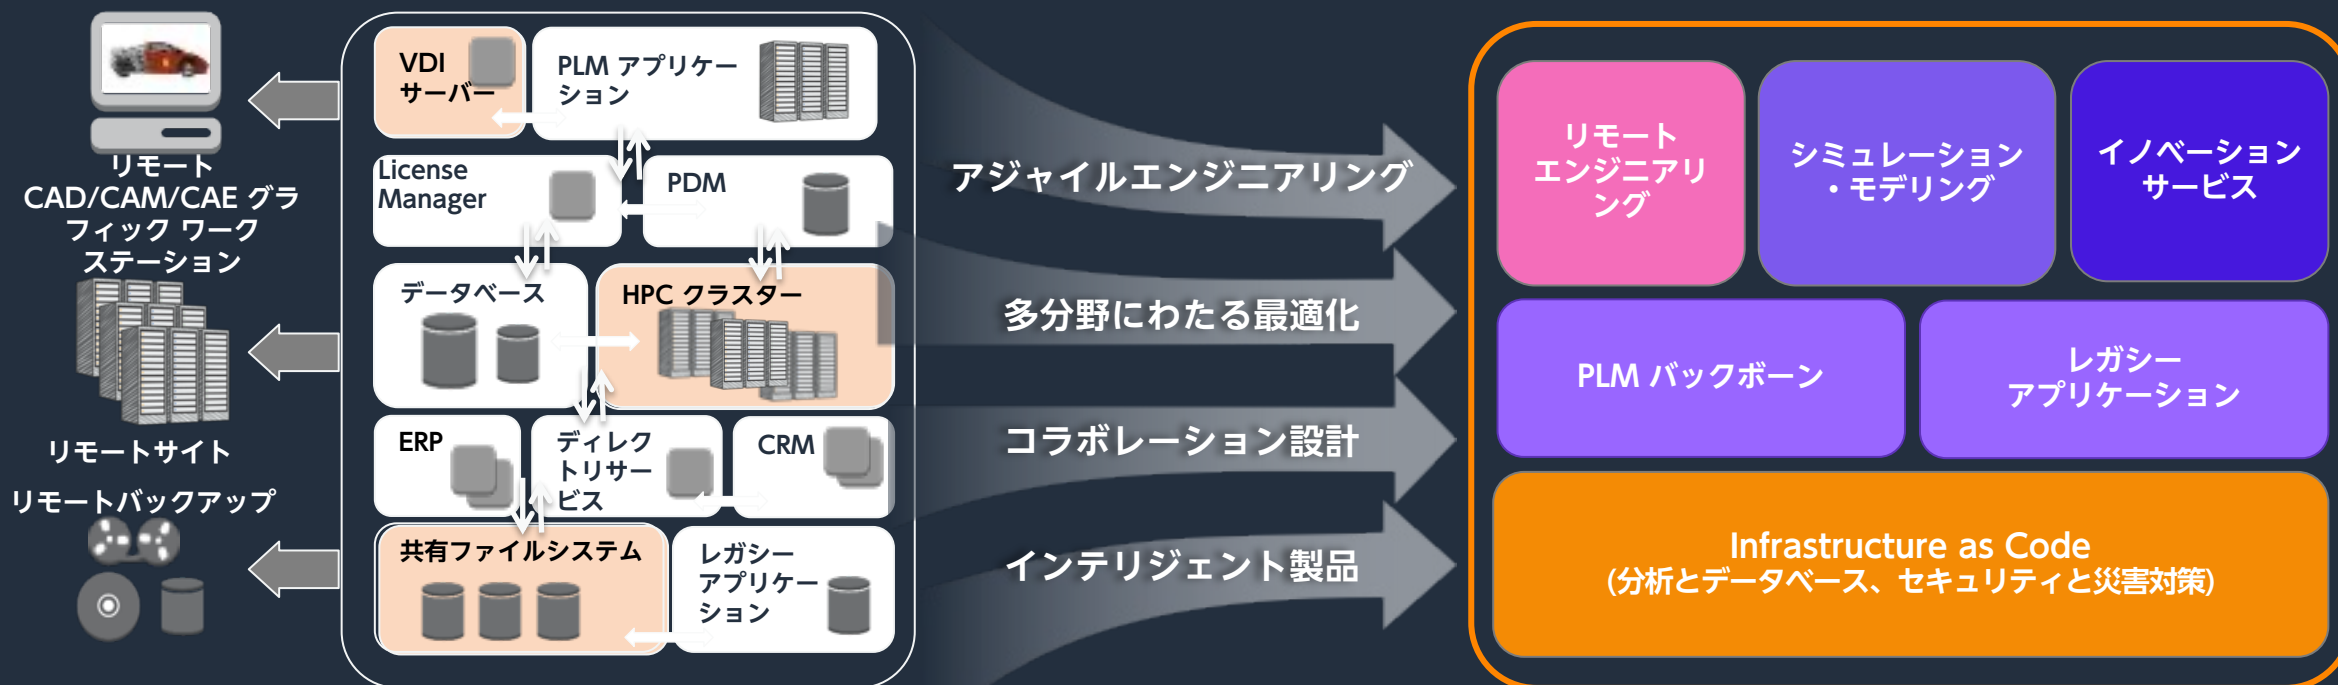 リモート
CAD/CAM/CAE グラ
フィック ワーク
ステーション
リモートサイト
リモートバックアップ
VDI
サーバー
PLM アプリケー
ション
License
Manager
PDM
データベース
HPC クラスター
ERP
ディレク
トリサー
ビス
CRM
共有ファイルシステム
レガシー
アプリケー
ション
アジャイルエンジニアリング
多分野にわたる最適化
コラボレーション設計
インテリジェント製品
リモート
エンジニアリ
ング
シミュレーション
・モデリング
イノベーション
サービス
PLM バックボーン
レガシー
アプリケーション
Infrastructure as Code
(分析とデータベース、セキュリティと災害対策)